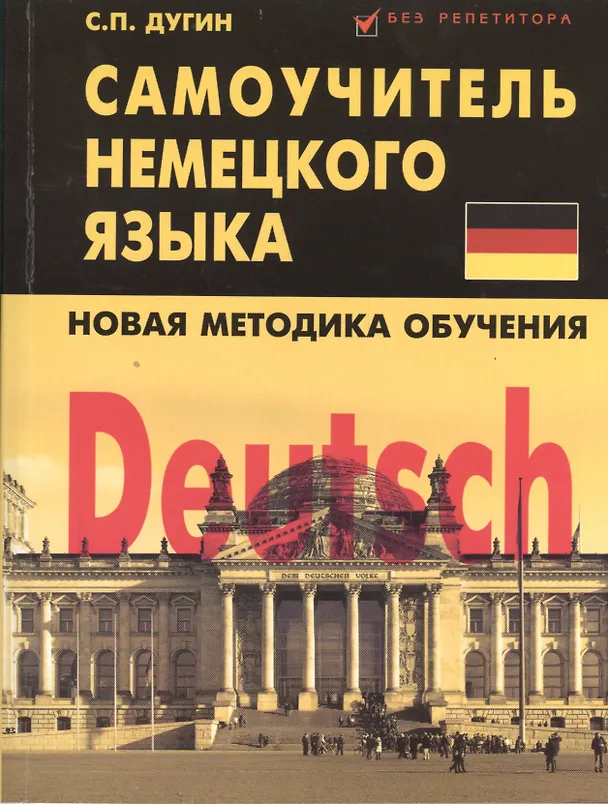 С.П. ДУГИН
БЕЗ РЕПЕТИТОРА
САМОУЧИТЕЛЬ
НЕМЕЦКОГО
ЯЗЫКА
НОВАЯ МЕТОДИКА ОБУЧЕНИЯ
Deutsch
DEM DEUTSCHEN VOLKE